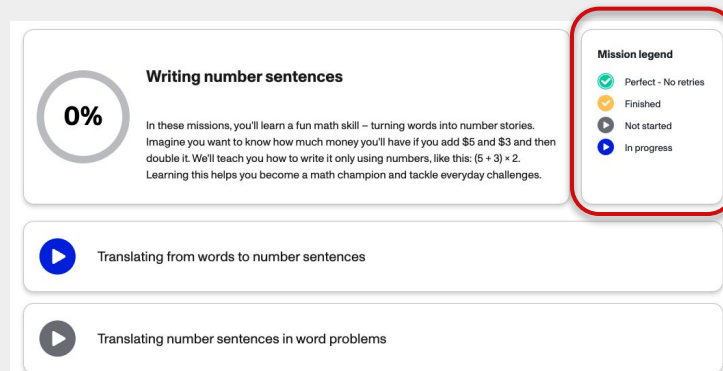 0%
Writing number sentences
In these missions, you'll learn a fun math skill – turning words into number stories.
Imagine you want to know how much money you'll have if you add $5 and $3 and then
double it. We'll teach you how to write it only using numbers, like this: (5 + 3) × 2.
Learning this helps you become a math champion and tackle everyday challenges.
Mission legend
Perfect - No retries
Finished
Not started
In progress
Translating from words to number sentences
Translating number sentences in word problems